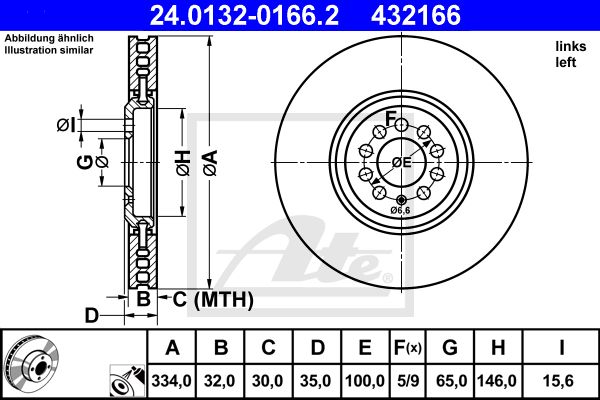 24.0132-0166.2 432166
Abbildung ähnlich
Illustration similar
links
left
ØI
G Ø
ØH
ØA
F
ØE
Ø6,6
B C (MTH)
D
Ate
A B C D E F(x) G H I
334,0 32,0 30,0 35,0 100,0 5/9 65,0 146,0 15,6